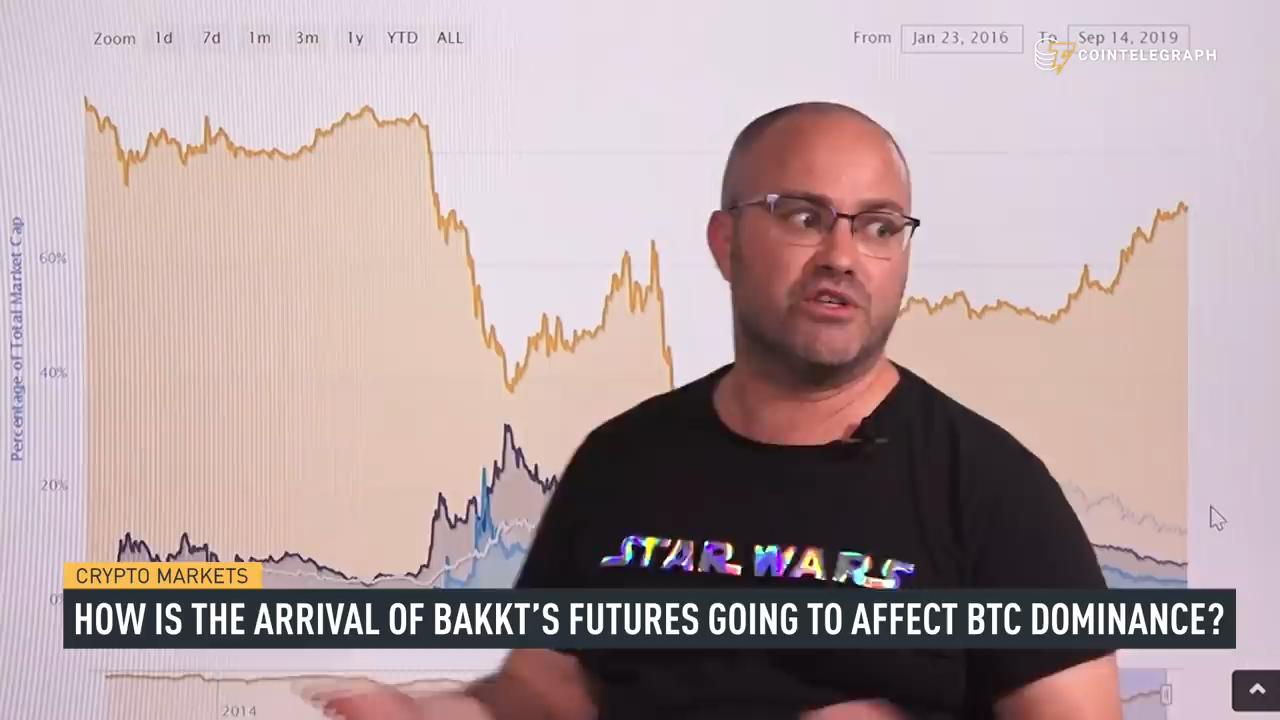 Zoom 1d 7d 1m 3m 1y YTD ALL
From Jan 23, 2016 To Sep 14, 2019
COINTELEGRAPH
Percentage of Total Market Cap
60%
40%
20%
0%
STAR WARS
CRYPTO MARKETS
HOW IS THE ARRIVAL OF BAKKT'S FUTURES GOING TO AFFECT BTC DOMINANCE?
2014